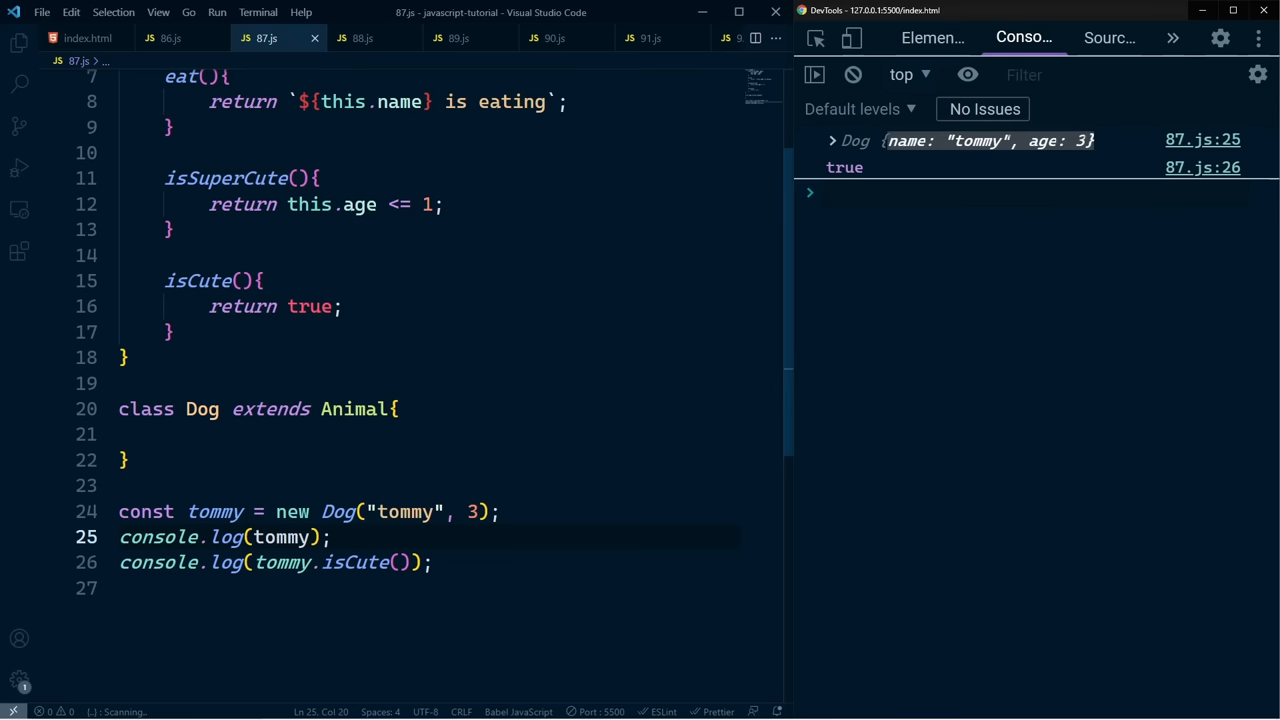 File Edit Selection View Go Run Terminal Help 87.js - javascript-tutorial - Visual Studio Code
index.html 86.js 87.js 88.js 89.js 90.js 91.js 9.
87.js > ...
7 eat(){
8 return `${this.name} is eating`;
9 }
10
11 isSuperCute(){
12 return this.age <= 1;
13 }
14
15 isCute(){
16 return true;
17 }
18 }
19
20 class Dog extends Animal{
21
22 }
23
24 const tommy = new Dog("tommy", 3);
25 console.log(tommy);
26 console.log(tommy.isCute());
27
1
0 0 {..} : Scanning.. Ln 25, Col 20 Spaces: 4 UTF-8 CRLF Babel JavaScript Port : 5500 ESLint Prettier
DevTools - 127.0.0.1:5500/index.html
Elemen... Conso... Sourc...
top Filter
Default levels No Issues
Dog {name: "tommy", age: 3} 87.js:25
true 87.js:26